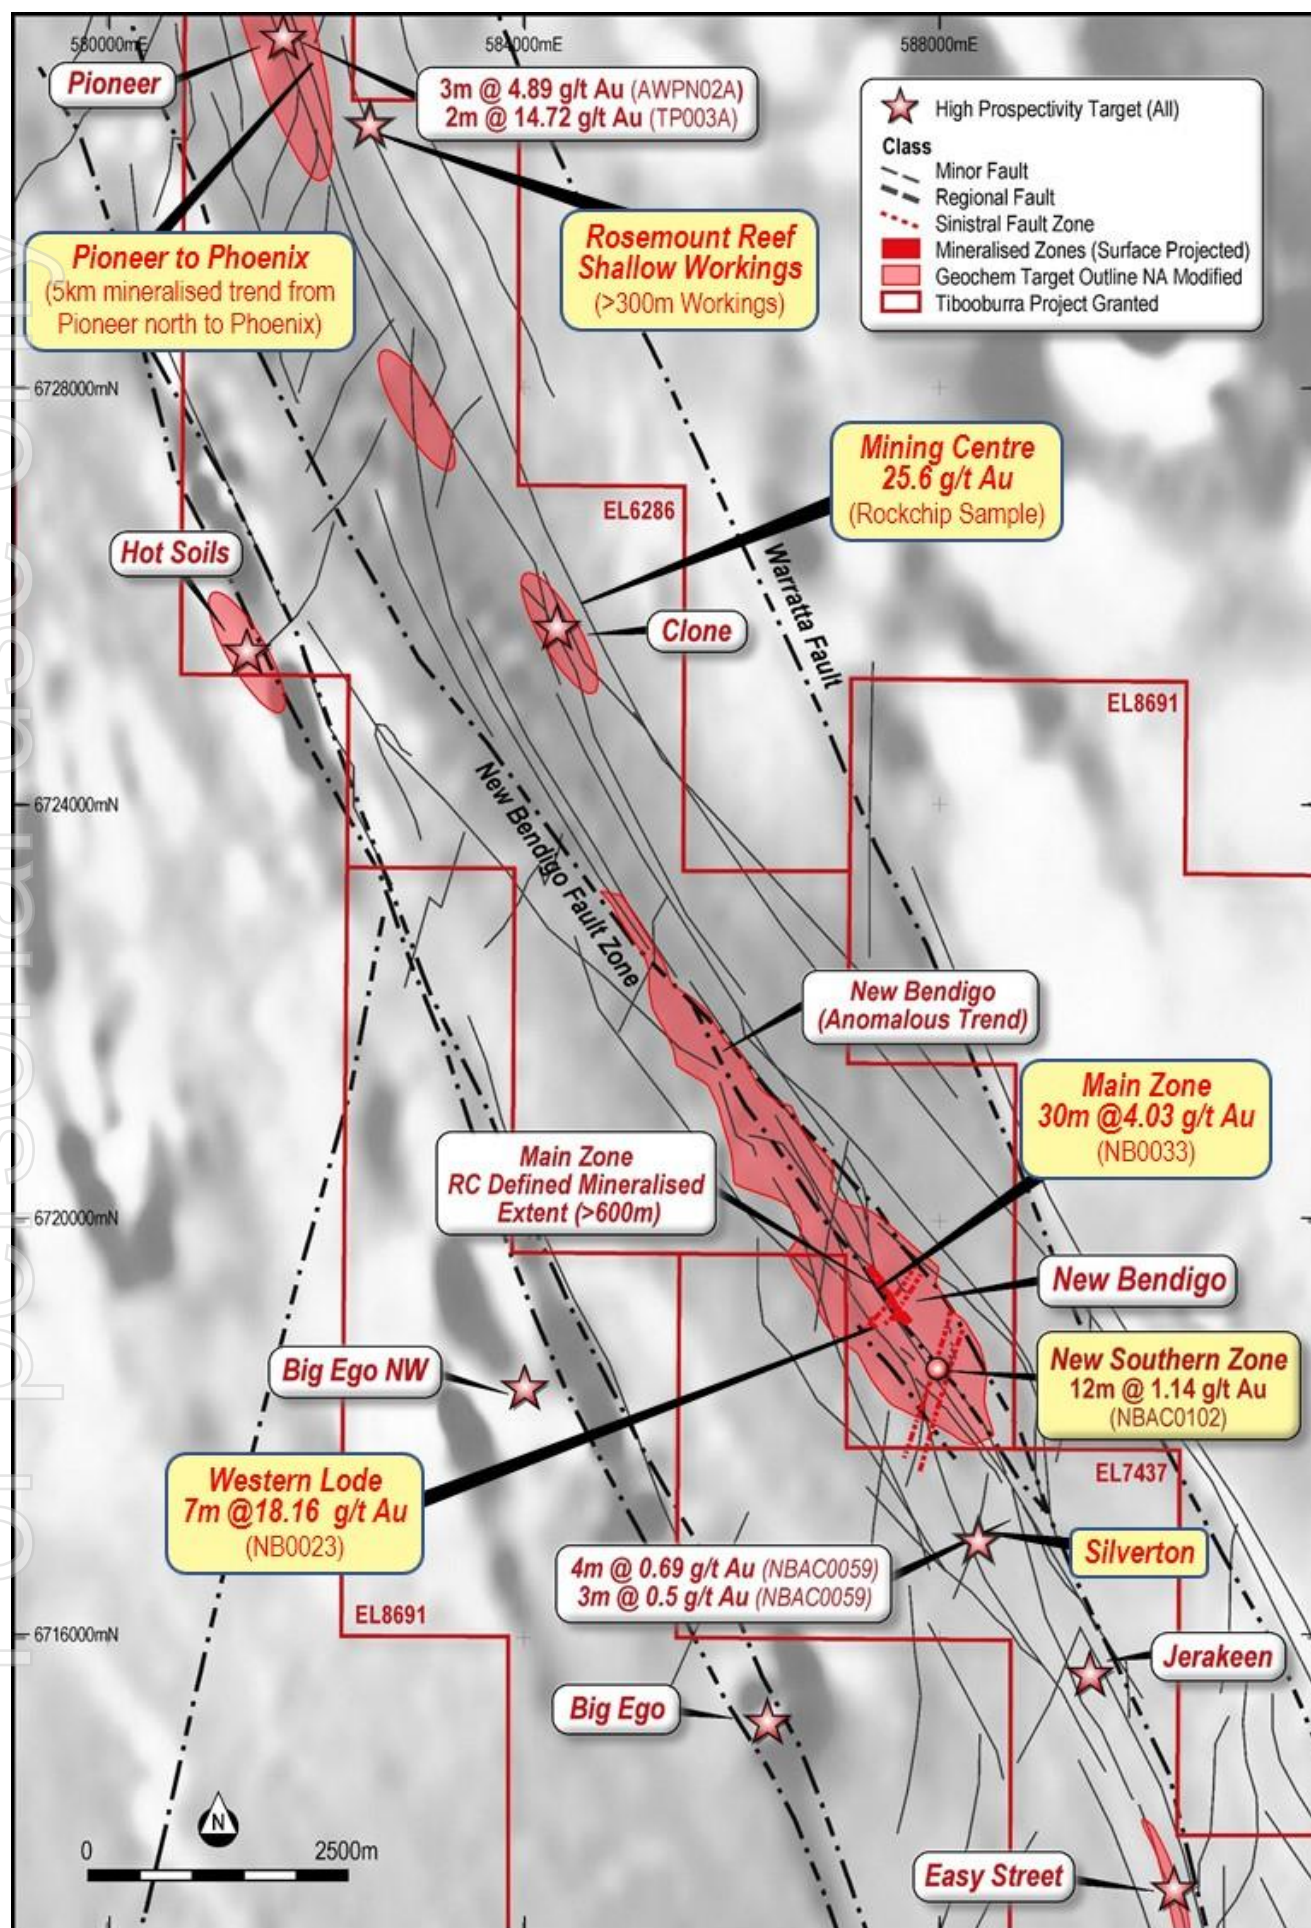 580000mE
584000mE
588000mE
Pioneer
3m @ 4.89 g/t Au (AWPN02A)
2m @ 14.72 g/t Au (TP003A)
High Prospectivity Target (All)
Class
Minor Fault
Regional Fault
Sinistral Fault Zone
Mineralised Zones (Surface Projected)
Geochem Target Outline NA Modified
Tibooburra Project Granted
Pioneer to Phoenix
(5km mineralised trend from
Pioneer north to Phoenix)
Rosemount Reef
Shallow Workings
(>300m Workings)
6728000mN
Mining Centre
25.6 g/t Au
(Rockchip Sample)
EL6286
Hot Soils
Warratta Fault
Clone
EL8691
6724000mN
New Bendigo Fault Zone
New Bendigo
(Anomalous Trend)
Main Zone
30m @4.03 g/t Au
(NB0033)
Main Zone
RC Defined Mineralised
Extent (>600m)
6720000mN
New Bendigo
Big Ego NW
New Southern Zone
12m @ 1.14 g/t Au
(NBAC0102)
EL7437
Western Lode
7m @18.16 g/t Au
(NB0023)
4m @ 0.69 g/t Au (NBAC0059)
3m @ 0.5 g/t Au (NBAC0059)
Silverton
EL8691
6716000mN
Jerakeen
Big Ego
N
0
2500m
Easy Street
For personal use only